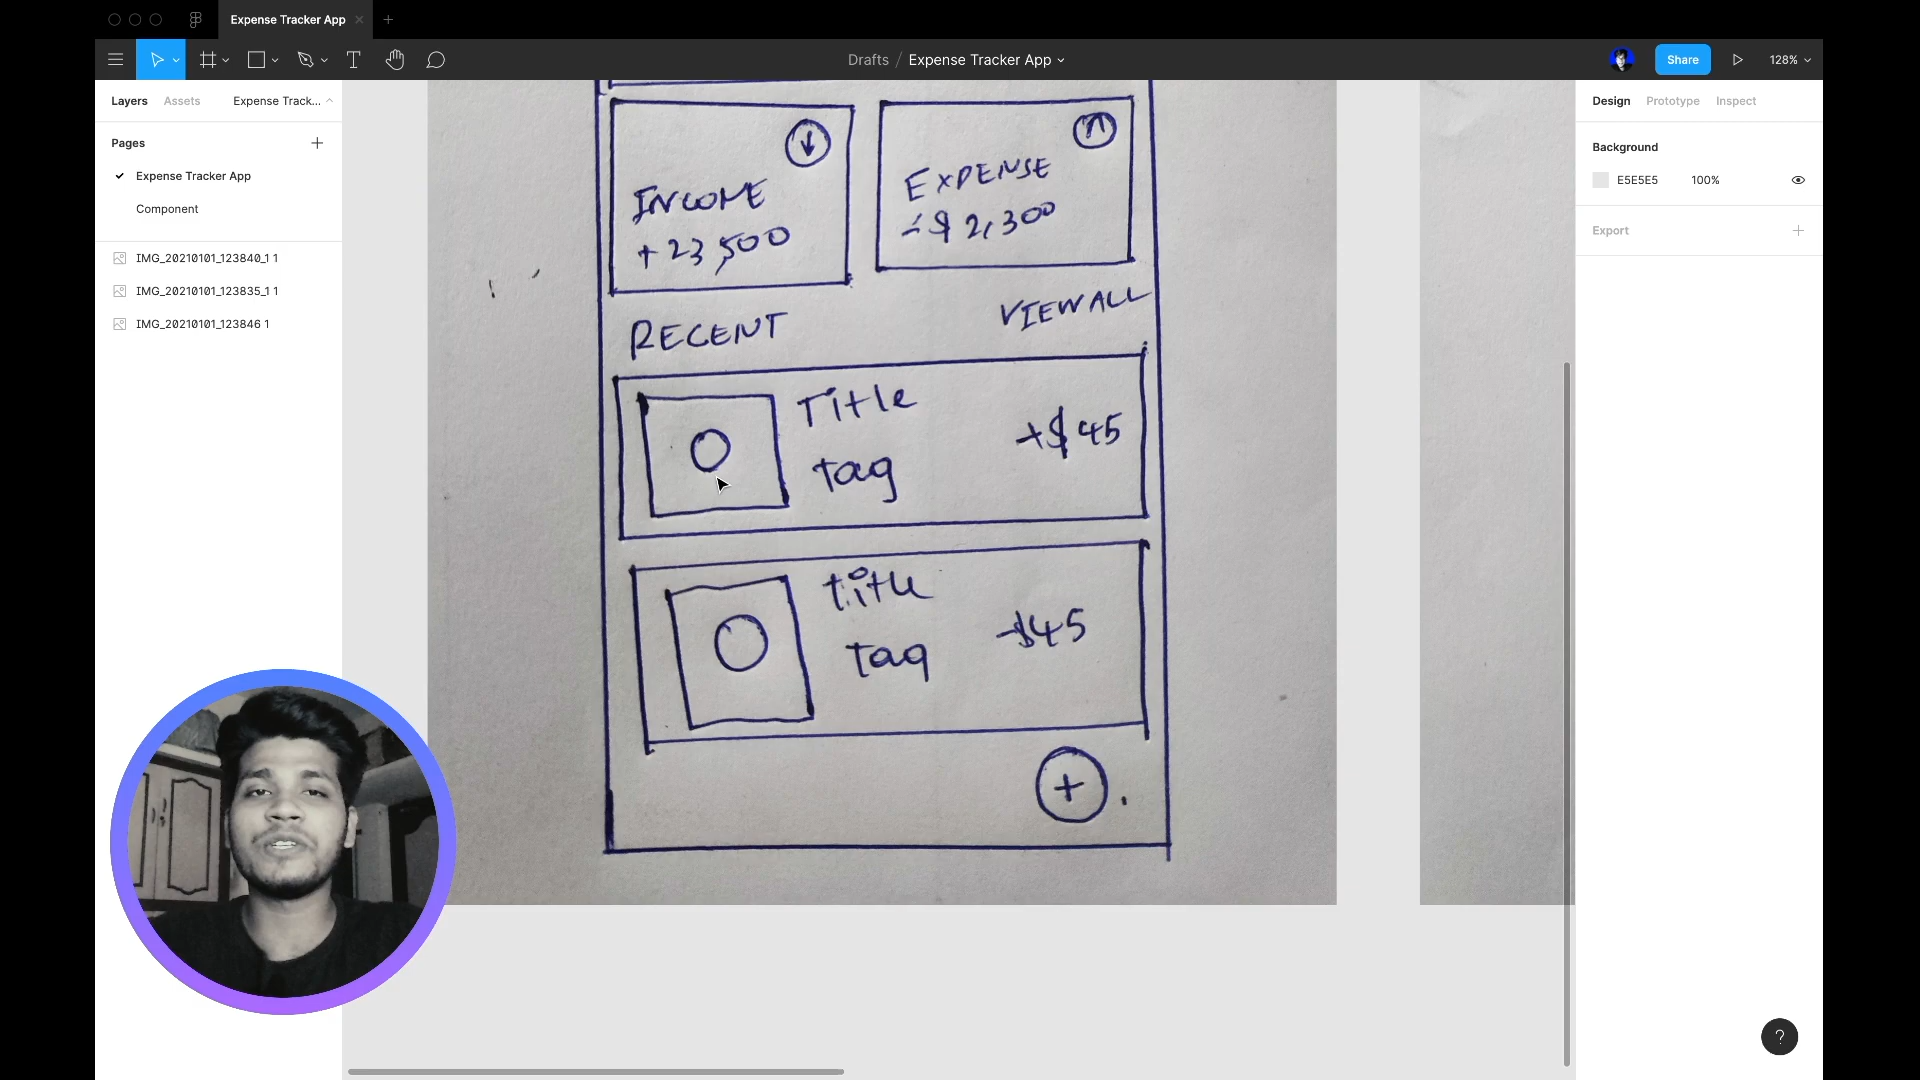 Expense Tracker App
Drafts / Expense Tracker App
Share
128%
Layers
Assets
Expense Track...
Pages
Expense Tracker App
Component
IMG_20210101_123840_1 1
IMG_20210101_123835_1 1
IMG_20210101_123846 1
INCOME
+23,500
EXPENSE
-$ 2,300
RECENT
VIEW ALL
Title
tag
+$45
title
tag
-$45
+
Design
Prototype
Inspect
Background
E5E5E5
100%
Export
?